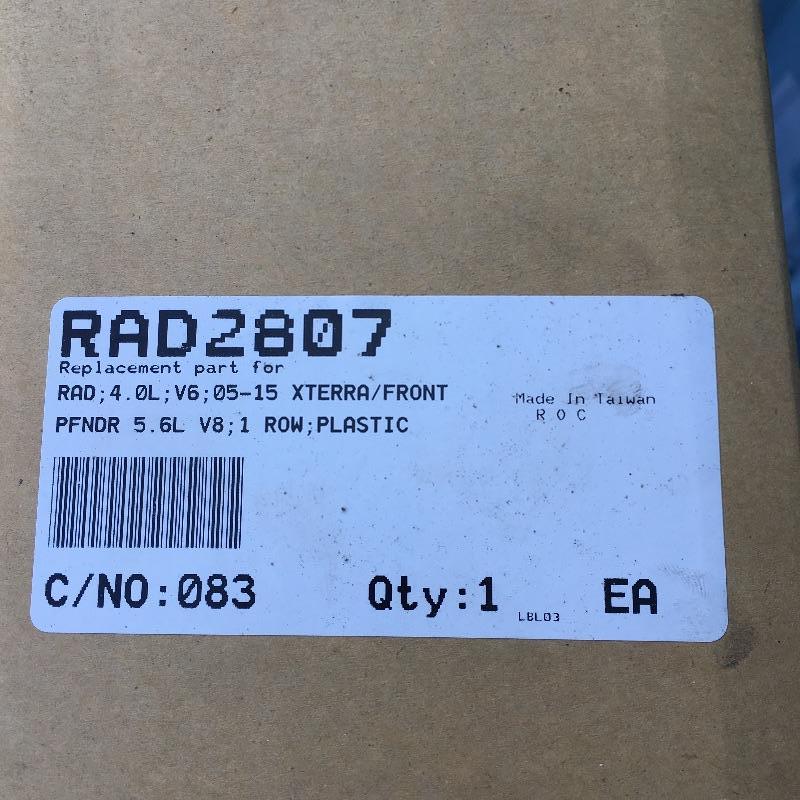 RAD2807
Replacement part for
RAD;4.0L;V6;05-15 XTERRA/FRONT
PFNDR 5.6L V8;1 ROW;PLASTIC
Made In Taiwan
R O C
C/NO:083
Qty:1
LBL03
EA